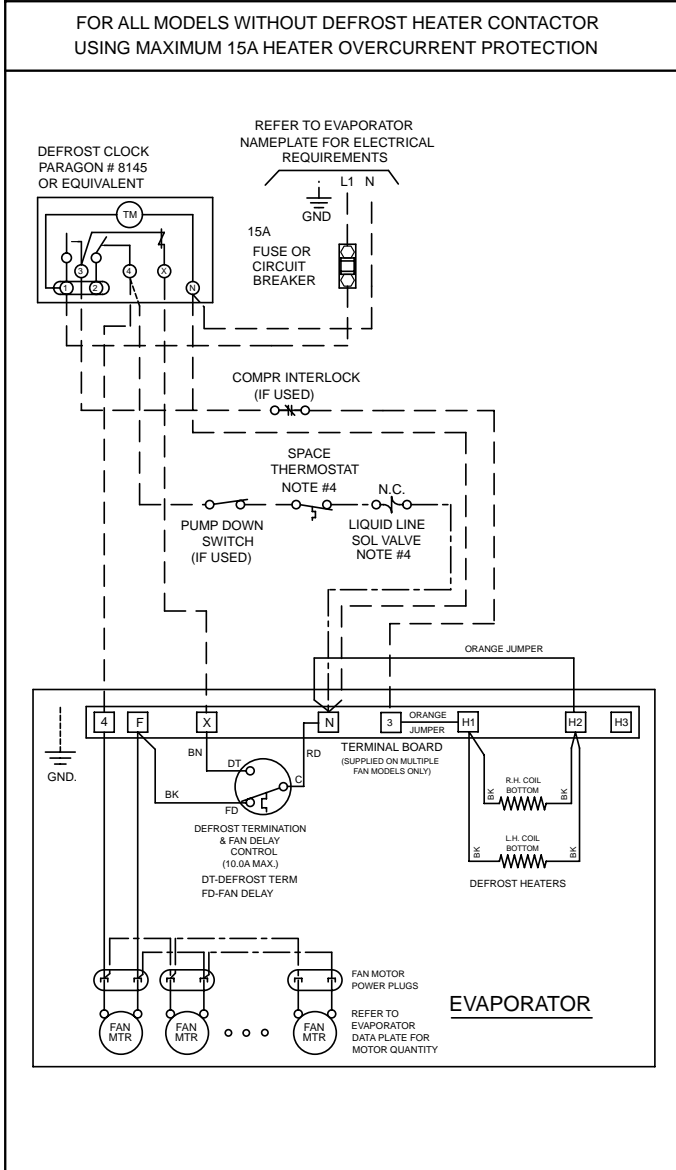 FOR ALL MODELS WITHOUT DEFROST HEATER CONTACTOR
USING MAXIMUM 15A HEATER OVERCURRENT PROTECTION
REFER TO EVAPORATOR
NAMEPLATE FOR ELECTRICAL
REQUIREMENTS
DEFROST CLOCK
PARAGON # 8145
OR EQUIVALENT
L1 N
GND
TM
3 4 X
1 2 N
15A
FUSE OR
CIRCUIT
BREAKER
COMPR INTERLOCK
(IF USED)
SPACE
THERMOSTAT
NOTE #4
N.C.
PUMP DOWN
SWITCH
(IF USED)
LIQUID LINE
SOL VALVE
NOTE #4
ORANGE JUMPER
4 F X N 3 ORANGE H1 H2 H3
JUMPER
TERMINAL BOARD
(SUPPLIED ON MULTIPLE
FAN MODELS ONLY)
GND.
BN
RD
DT
C
BK
FD
R.H. COIL
BOTTOM
BK BK
L.H. COIL
BOTTOM
BK BK
DEFROST HEATERS
DEFROST TERMINATION
& FAN DELAY
CONTROL
(10.0A MAX.)
DT-DEFROST TERM
FD-FAN DELAY
FAN MOTOR
POWER PLUGS
EVAPORATOR
REFER TO
EVAPORATOR
DATA PLATE FOR
MOTOR QUANTITY
FAN
MTR
FAN
MTR
FAN
MTR